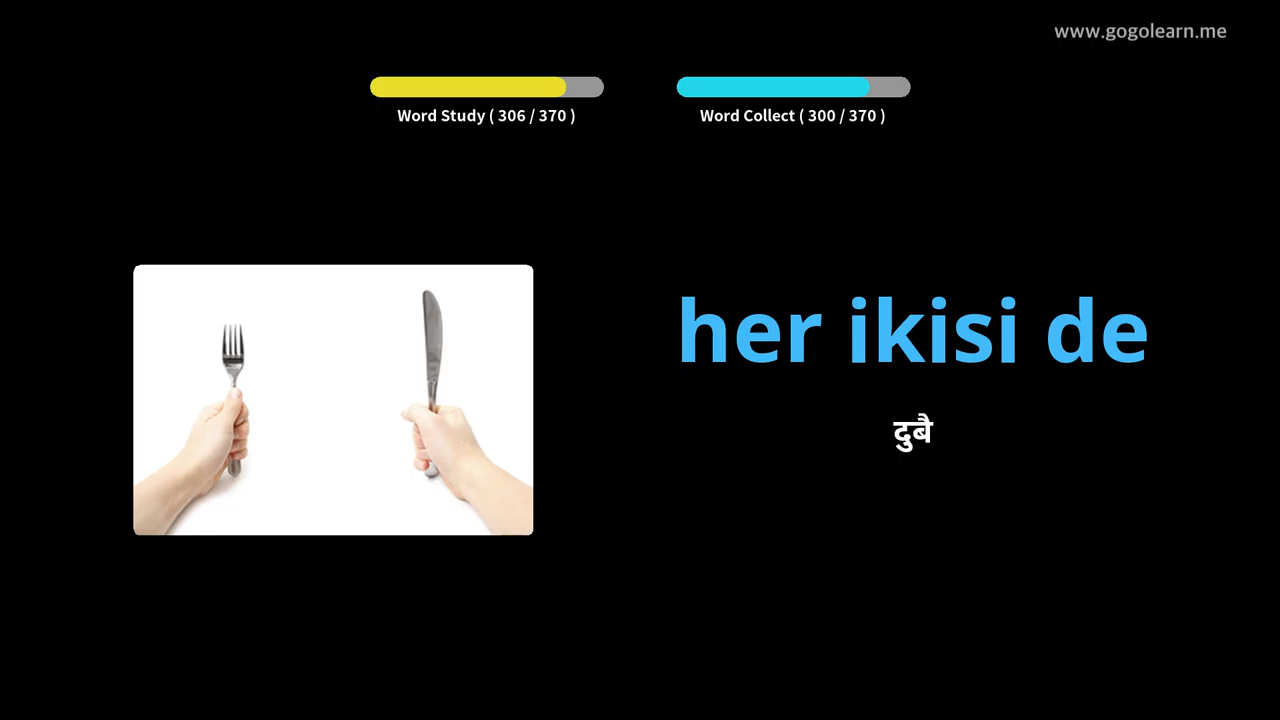 www.gogolearn.me
Word Study ( 306 / 370 )
Word Collect ( 300 / 370 )
her ikisi de
दुबै